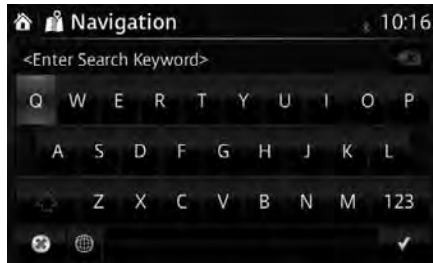 Navigation 10:16
<Enter Search Keyword>
Q W E R T Y U I O P
A S D F G H J K L
Z X C V B N M 123